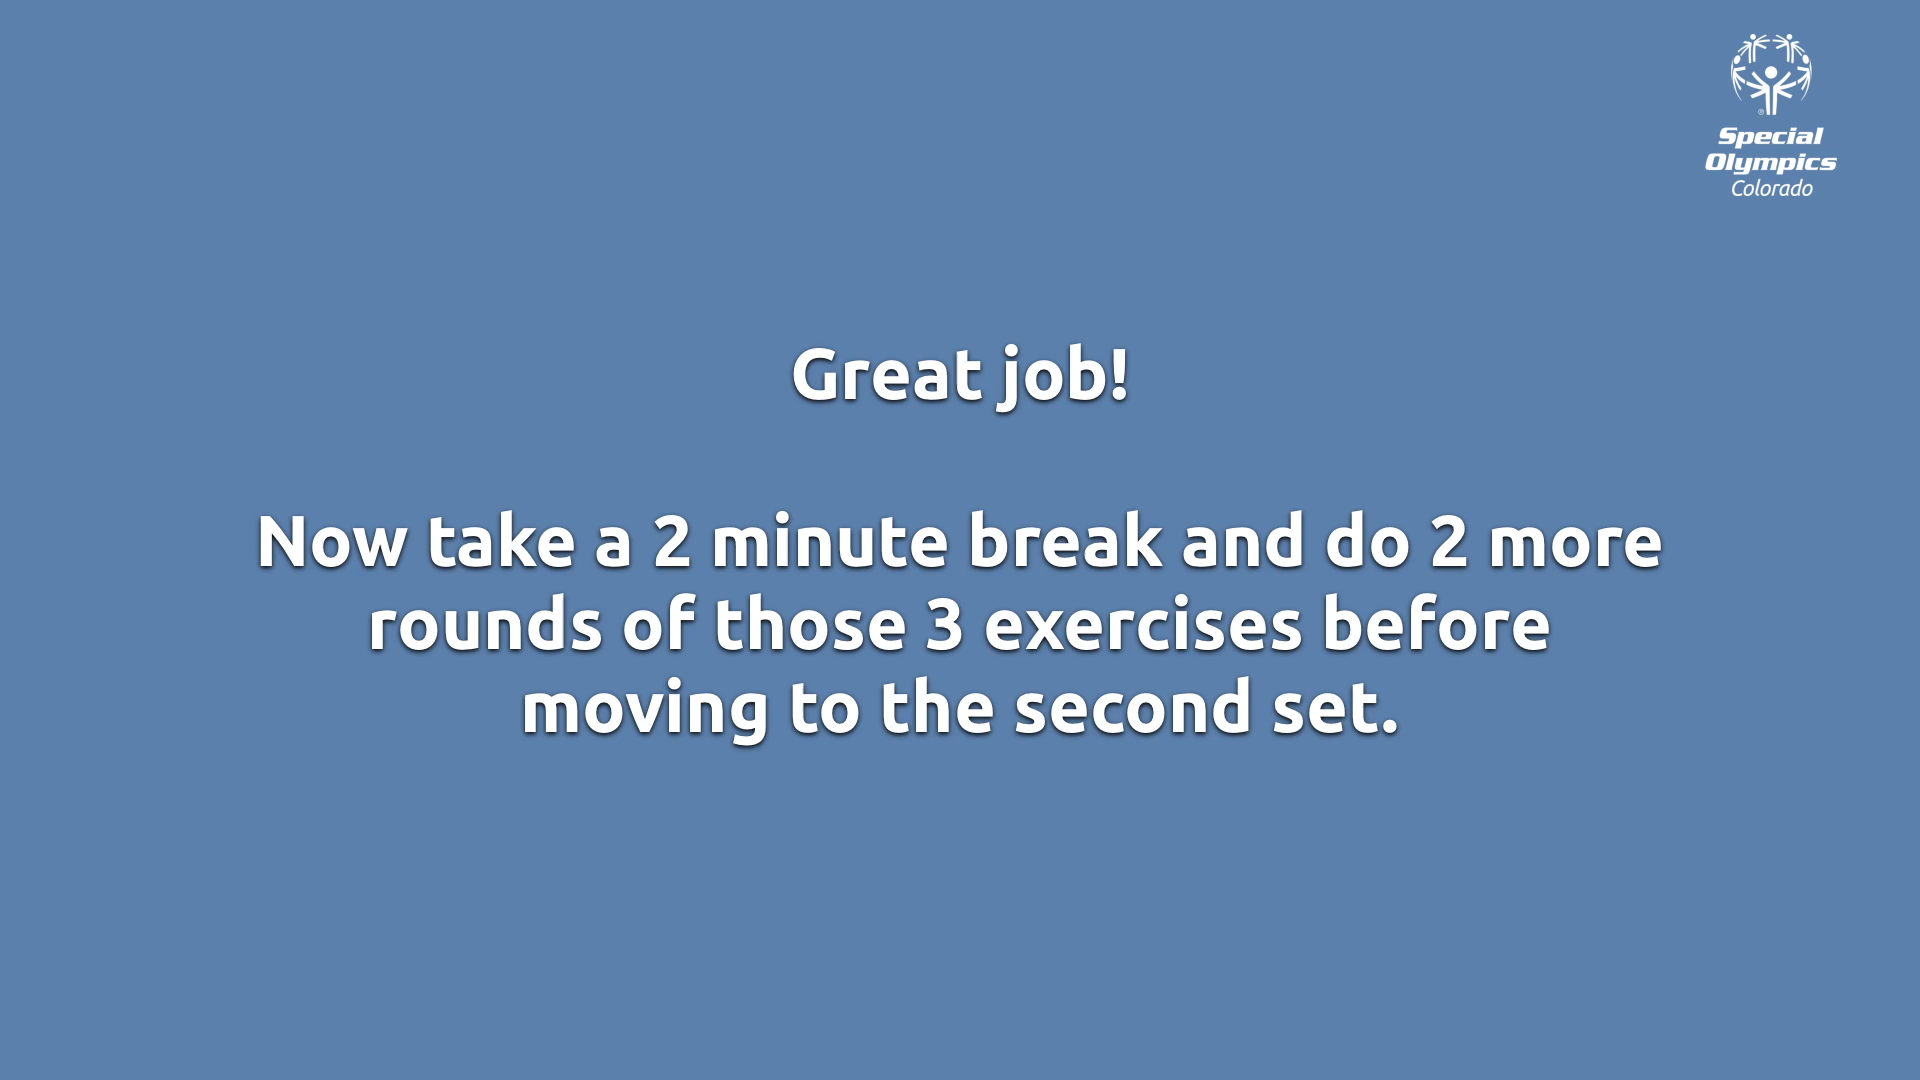 Special
Olympics
Colorado
Great job!
Now take a 2 minute break and do 2 more
rounds of those 3 exercises before
moving to the second set.